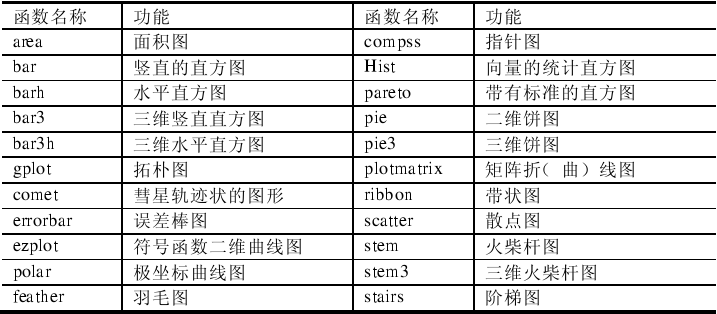 函数名称 功能 函数名称 功能
area 面积图 compss 指针图
bar 竖直的直方图 Hist 向量的统计直方图
barh 水平直方图 pareto 带有标准的直方图
bar3 三维竖直直方图 pie 二维饼图
bar3h 三维水平直方图 pie3 三维饼图
gplot 拓朴图 plotmatrix 矩阵折( 曲）线图
comet 彗星轨迹状的图形 ribbon 带状图
errorbar 误差棒图 scatter 散点图
ezplot 符号函数二维曲线图 stem 火柴杆图
polar 极坐标曲线图 stem3 三维火柴杆图
feather 羽毛图 stairs 阶梯图